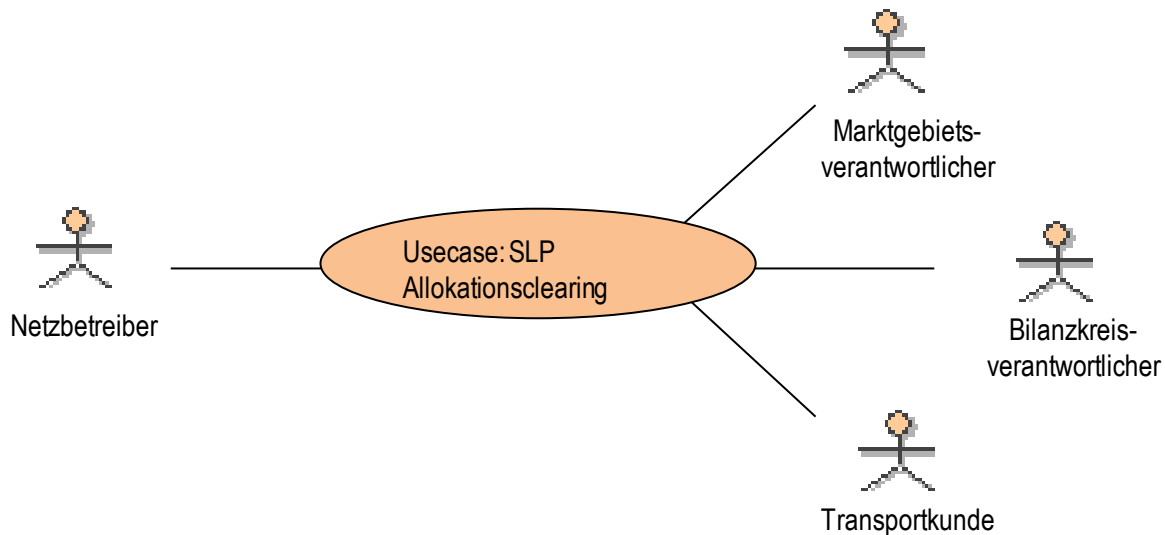 Marktgebiets-
verantwortlicher
Usecase: SLP
Allokationsclearing
Netzbetreiber
Bilanzkreis-
verantwortlicher
Transportkunde